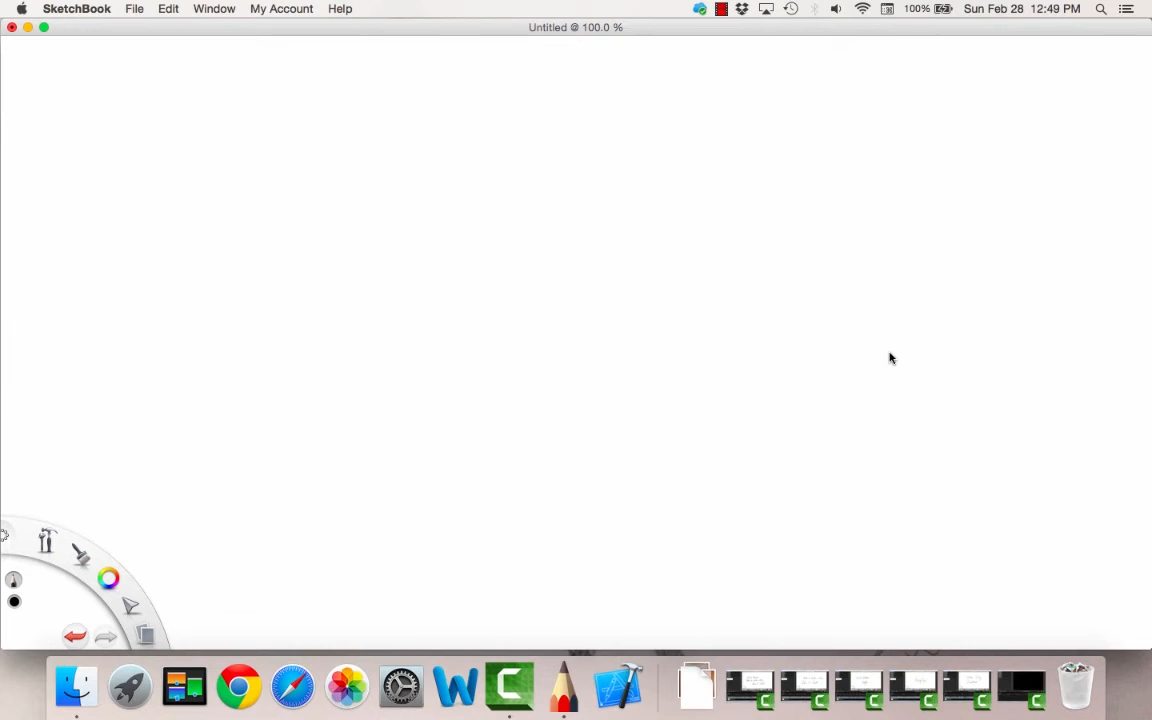 SketchBook File Edit Window My Account Help 100% Sun Feb 28 12:49 PM
Untitled @ 100.0 %